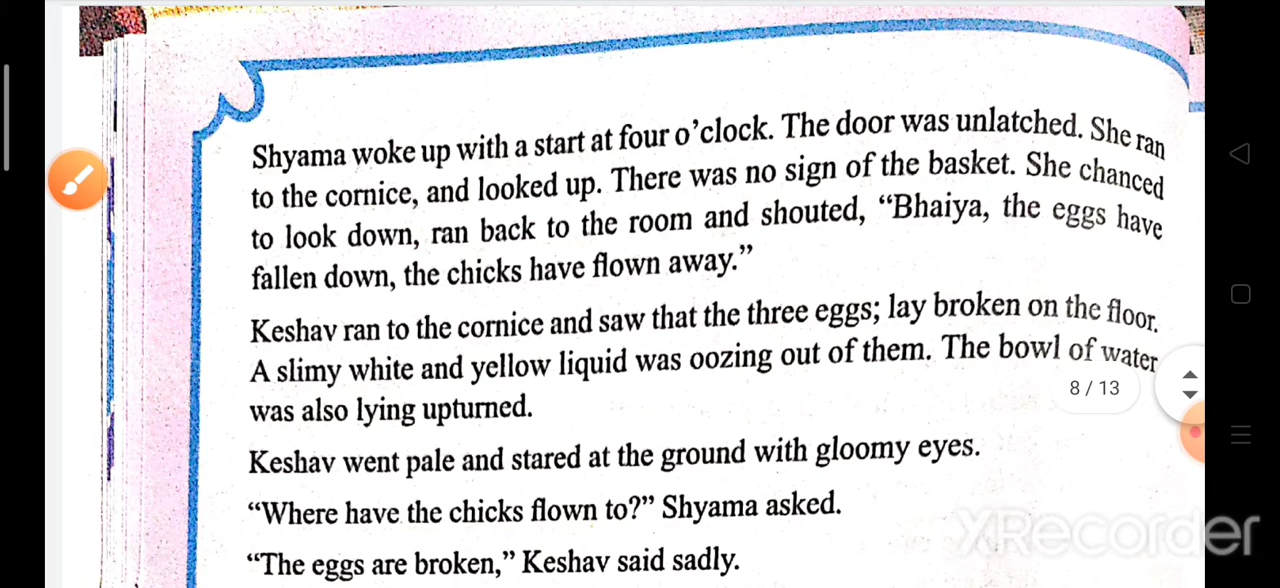 Shyama woke up with a start at four o’clock. The door was unlatched. She ran
to the cornice, and looked up. There was no sign of the basket. She chanced
to look down, ran back to the room and shouted, “Bhaiya, the eggs have
fallen down, the chicks have flown away.”
Keshav ran to the cornice and saw that the three eggs; lay broken on the floor.
A slimy white and yellow liquid was oozing out of them. The bowl of water
was also lying upturned.
8 / 13
Keshav went pale and stared at the ground with gloomy eyes.
“Where have the chicks flown to?” Shyama asked.
“The eggs are broken,” Keshav said sadly.
XRecorder